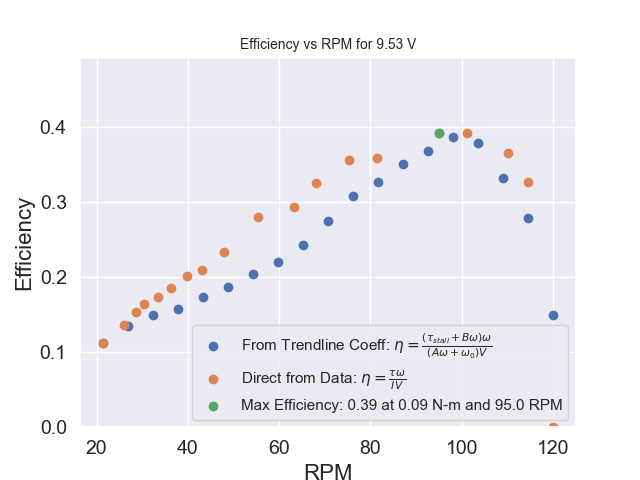 Efficiency vs RPM for 9.53 V
0.4
0.3
0.2
0.1
0.0
Efficiency
From Trendline Coeff: η = (τ_stall + Bω)ω / (Aω + ω_0)V
Direct from Data: η = τω / IV
Max Efficiency: 0.39 at 0.09 N-m and 95.0 RPM
20 40 60 80 100 120
RPM